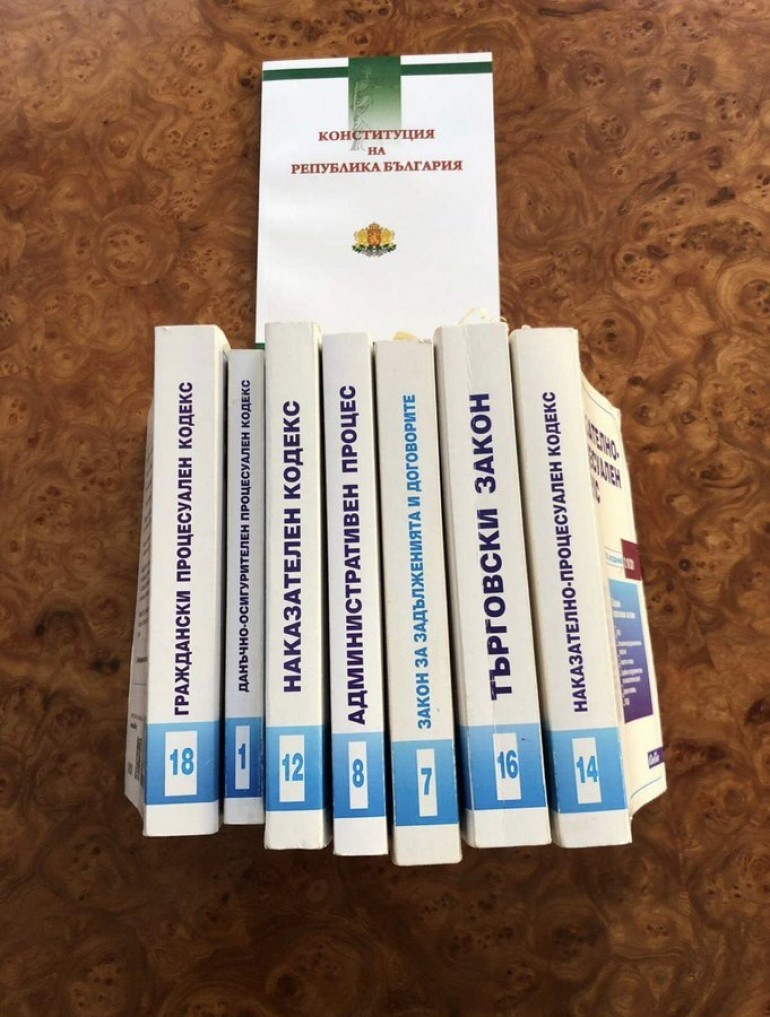 КОНСТИТУЦИЯ
НА
РЕПУБЛИКА БЪЛГАРИЯ
ГРАЖДАНСКИ ПРОЦЕСУАЛЕН КОДЕКС
18
ДАНЪЧНО-ОСИГУРИТЕЛЕН ПРОЦЕСУАЛЕН КОДЕКС
1
НАКАЗАТЕЛЕН КОДЕКС
12
АДМИНИСТРАТИВЕН ПРОЦЕС
8
ЗАКОН ЗА ЗАДЪЛЖЕНИЯТА И ДОГОВОРИТЕ
7
ТЪРГОВСКИ ЗАКОН
16
НАКАЗАТЕЛНО-ПРОЦЕСУАЛЕН КОДЕКС
14